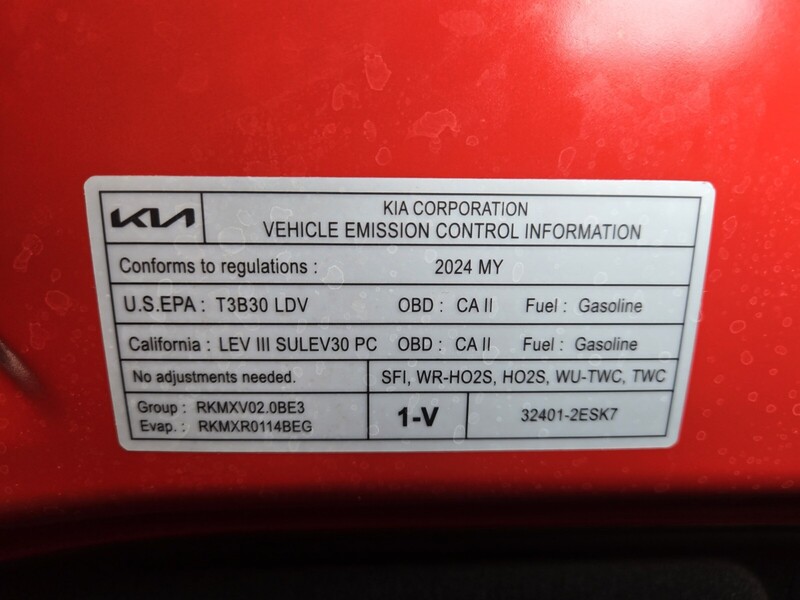 KIA
KIA CORPORATION
VEHICLE EMISSION CONTROL INFORMATION
Conforms to regulations : 2024 MY
U.S.EPA : T3B30 LDV OBD : CA II Fuel : Gasoline
California : LEV III SULEV30 PC OBD : CA II Fuel : Gasoline
No adjustments needed. SFI, WR-HO2S, HO2S, WU-TWC, TWC
Group : RKMXV02.0BE3
Evap. : RKMXR0114BEG
1-V
32401-2ESK7